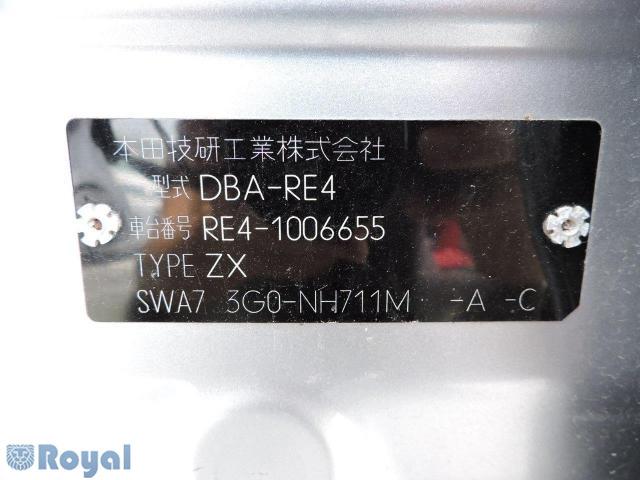 本田技研工業株式会社
型式 DBA-RE4
車台番号 RE4-1006655
TYPE ZX
SWA7 3G0-NH711M -A -C
Royal